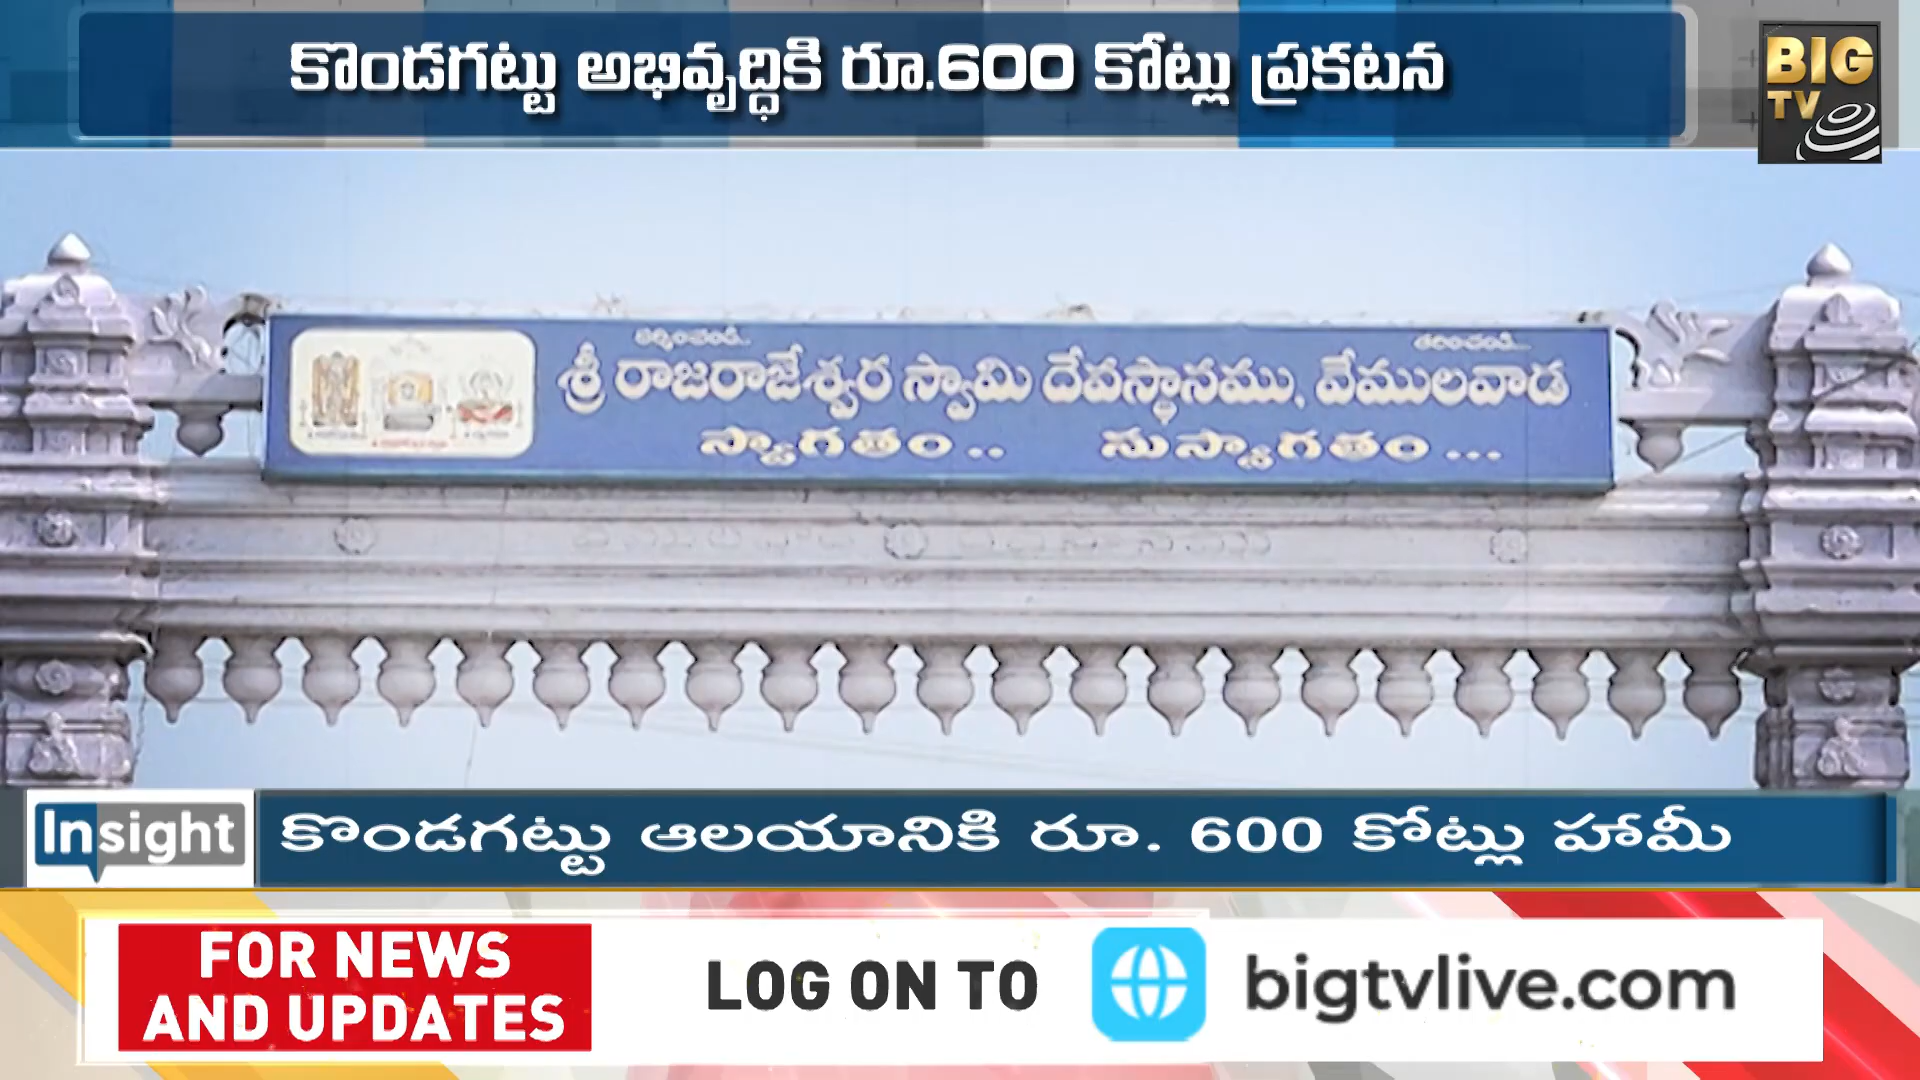 కొండగట్టు అభివృద్ధికి రూ.600 కోట్లు ప్రకటన
BIG
TV
తరించండి...
శ్రీ రాజరాజేశ్వర స్వామి దేవస్థానము, వేములవాడ
స్వాగతం.. సుస్వాగతం...
Insight
కొండగట్టు ఆలయానికి రూ. 600 కోట్లు హామీ
FOR NEWS
AND UPDATES
LOG ON TO
bigtvlive.com